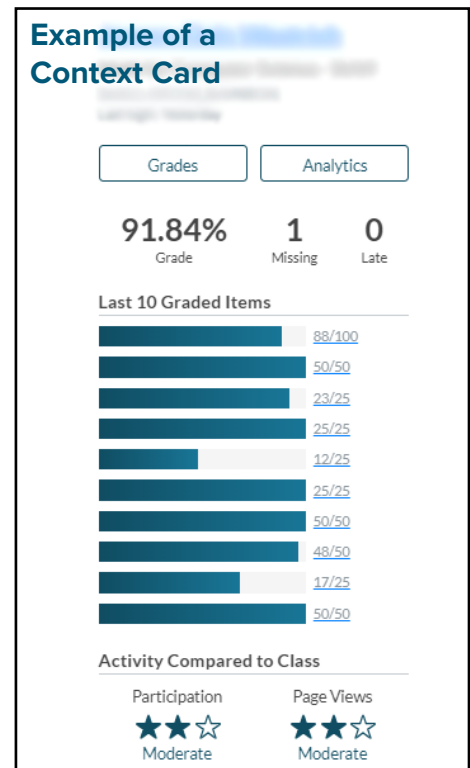 Example of a
Context Card
Grades Analytics
91.84% 1 0
Grade Missing Late
Last 10 Graded Items
88/100
50/50
23/25
25/25
12/25
25/25
50/50
48/50
17/25
50/50
Activity Compared to Class
Participation Page Views
Moderate Moderate